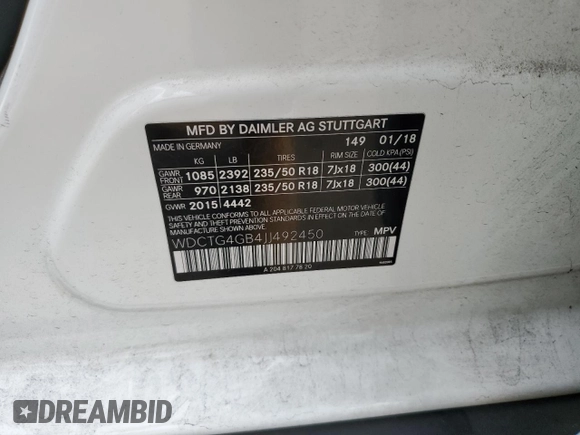 MFD BY DAIMLER AG STUTTGART
MADE IN GERMANY 149 01/18
KG LB TIRES RIM SIZE COLD KPA (PSI)
GAWR FRONT 1085 2392 235/50 R18 7Jx18 300(44)
GAWR REAR 970 2138 235/50 R18 7Jx18 300(44)
GVWR 2015 4442
THIS VEHICLE CONFORMS TO ALL APPLICABLE FEDERAL MOTOR VEHICLE
SAFETY AND THEFT PREVENTION STANDARDS IN EFFECT ON THE DATE OF
MANUFACTURE SHOWN ABOVE.
WDCTG4GB4JJ492450 TYPE: MPV
A 204 817 78 20
DREAMBID